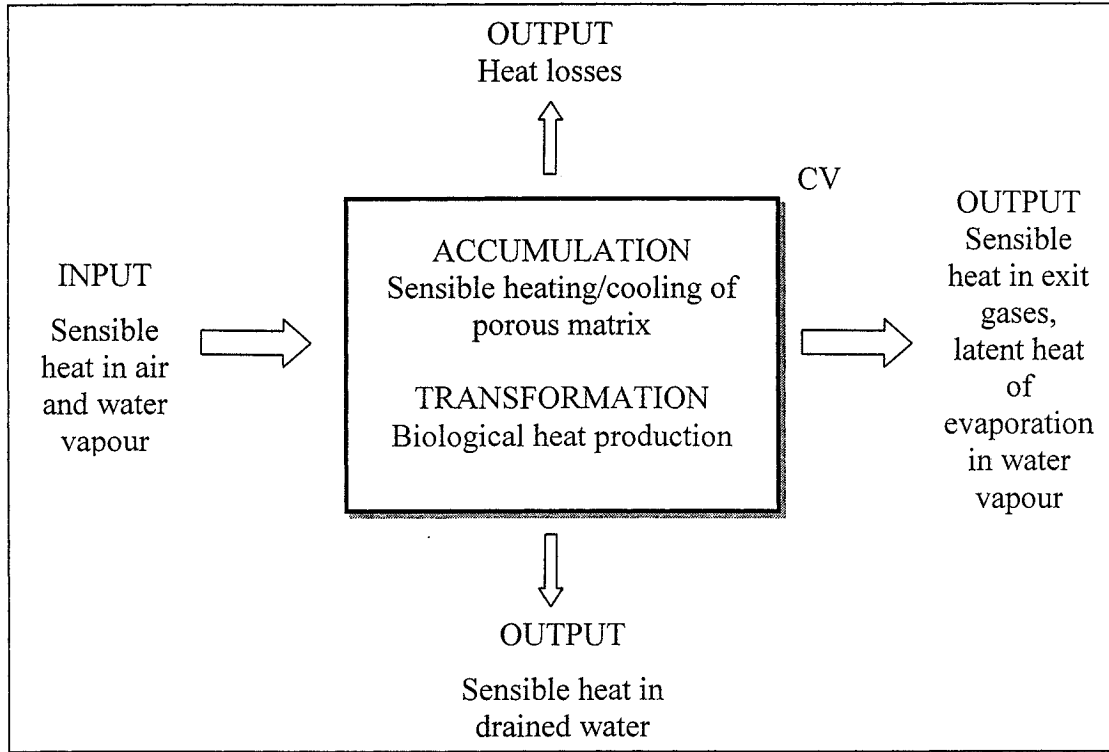 OUTPUT
Heat losses
CV
INPUT
Sensible
heat in air
and water
vapour
ACCUMULATION
Sensible heating/cooling of
porous matrix
TRANSFORMATION
Biological heat production
OUTPUT
Sensible
heat in exit
gases,
latent heat
of
evaporation
in water
vapour
OUTPUT
Sensible heat in
drained water